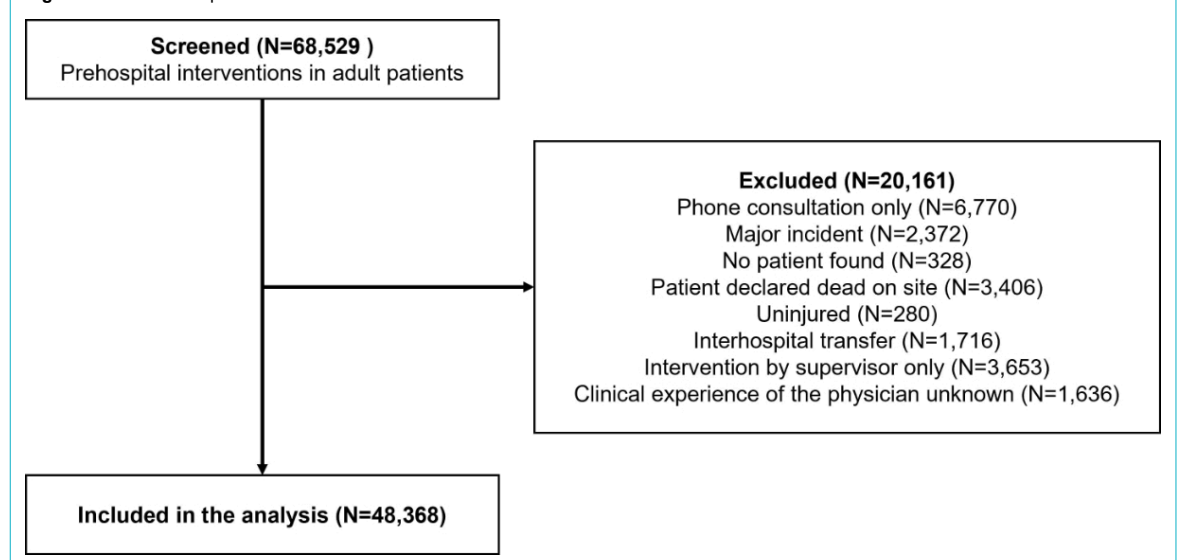 Screened (N=68,529 )
Prehospital interventions in adult patients
Excluded (N=20,161)
Phone consultation only (N=6,770)
Major incident (N=2,372)
No patient found (N=328)
Patient declared dead on site (N=3,406)
Uninjured (N=280)
Interhospital transfer (N=1,716)
Intervention by supervisor only (N=3,653)
Clinical experience of the physician unknown (N=1,636)
Included in the analysis (N=48,368)